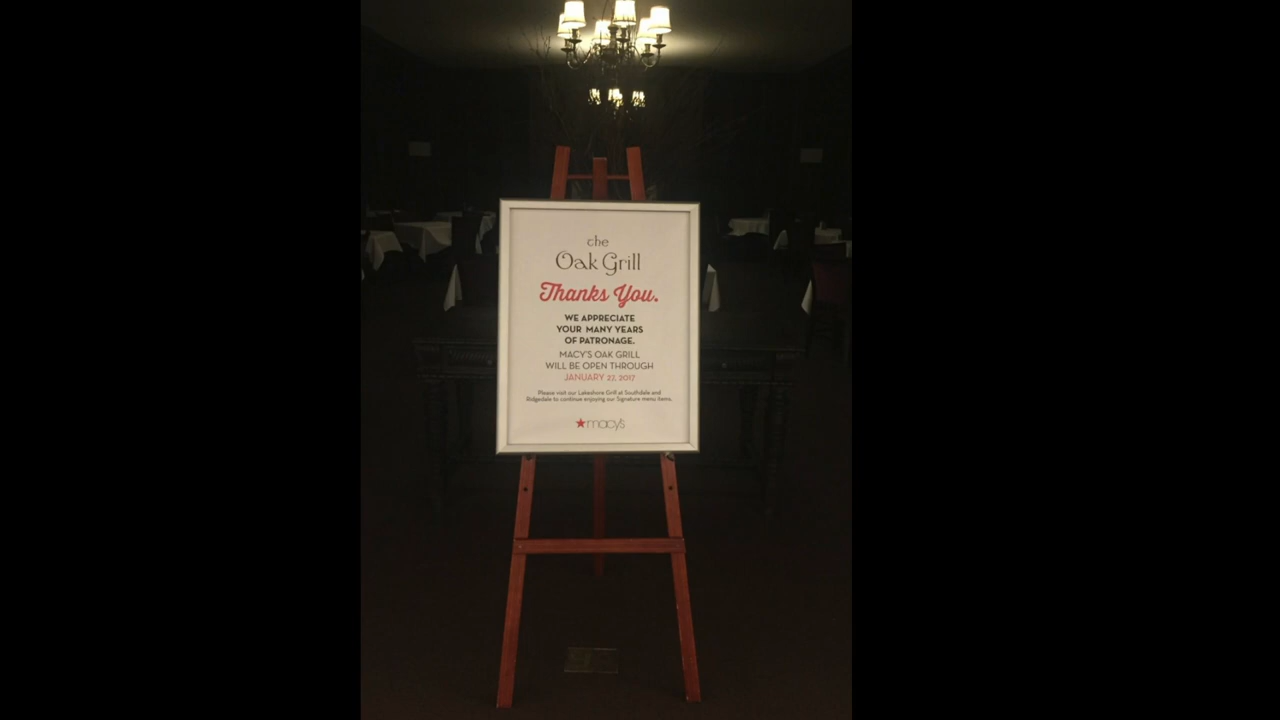 the
Oak Grill
Thanks You.
WE APPRECIATE
YOUR MANY YEARS
OF PATRONAGE.
MACY'S OAK GRILL
WILL BE OPEN THROUGH
JANUARY 27, 2017
Please visit our Lakeshore Grill at Southdale and
Ridgedale to continue enjoying our Signature menu items.
macy's